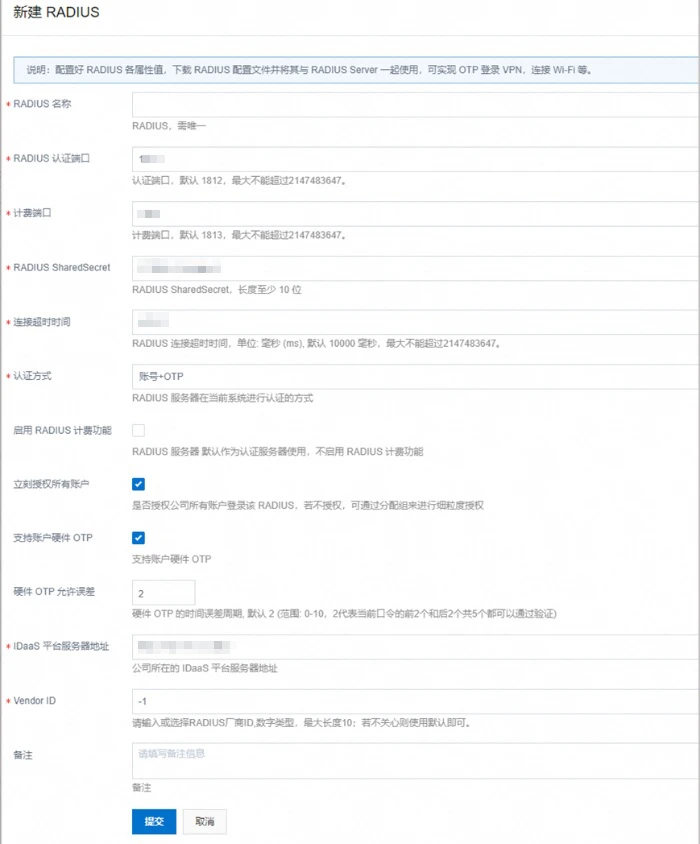 新建 RADIUS
说明：配置好 RADIUS 各属性值，下载 RADIUS 配置文件并将其与 RADIUS Server 一起使用，可实现 OTP 登录 VPN，连接 Wi-Fi 等。
* RADIUS 名称
RADIUS，需唯一
* RADIUS 认证端口
认证端口，默认 1812，最大不能超过2147483647。
* 计费端口
计费端口，默认 1813，最大不能超过2147483647。
* RADIUS SharedSecret
RADIUS SharedSecret，长度至少 10 位
* 连接超时时间
RADIUS 连接超时时间，单位: 毫秒 (ms), 默认 10000 毫秒，最大不能超过2147483647。
* 认证方式
账号+OTP
RADIUS 服务器在当前系统进行认证的方式
启用 RADIUS 计费功能
RADIUS 服务器 默认作为认证服务器使用，不启用 RADIUS 计费功能
立刻授权所有账户
是否授权公司所有账户登录该 RADIUS，若不授权，可通过分配组来进行细粒度授权
支持账户硬件 OTP
支持账户硬件 OTP
硬件 OTP 允许误差
2
硬件 OTP 的时间误差周期, 默认 2 (范围: 0-10，2代表当前口令的前2个和后2个共5个都可以通过验证)
* IDaaS 平台服务器地址
公司所在的 IDaaS 平台服务器地址
* Vendor ID
-1
请输入或选择RADIUS厂商ID,数字类型，最大长度10；若不关心则使用默认即可。
备注
请填写备注信息
备注
提交 取消